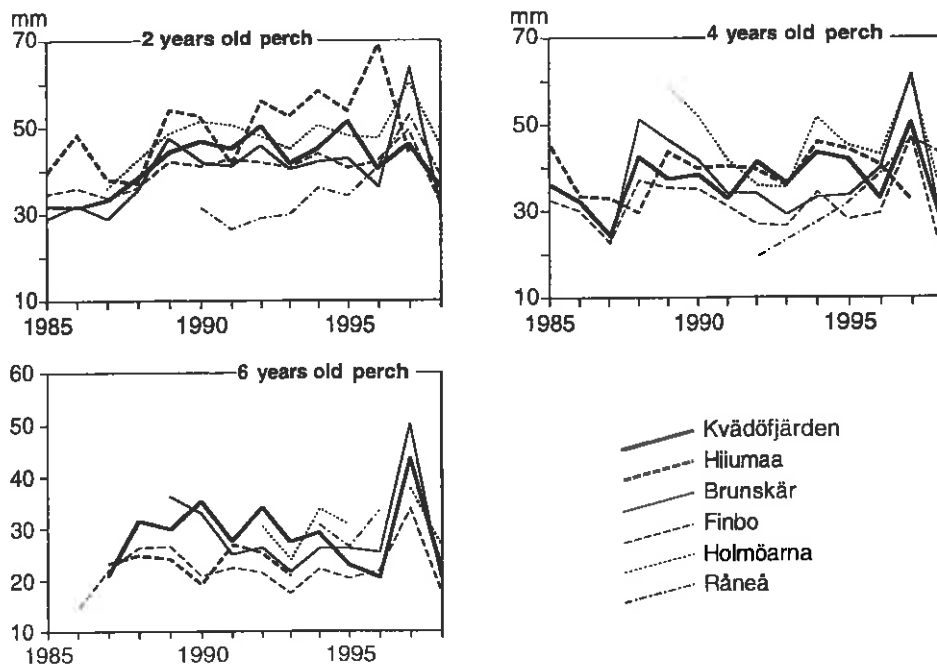 mm
2 years old perch
70
50
30
10
1985 1990 1995
mm
4 years old perch
70
50
30
10
1985 1990 1995
6 years old perch
60
50
40
30
20
10
1985 1990 1995
Kvädöfjärden
Hiiumaa
Brunskär
Finbo
Holmöarna
Råneå